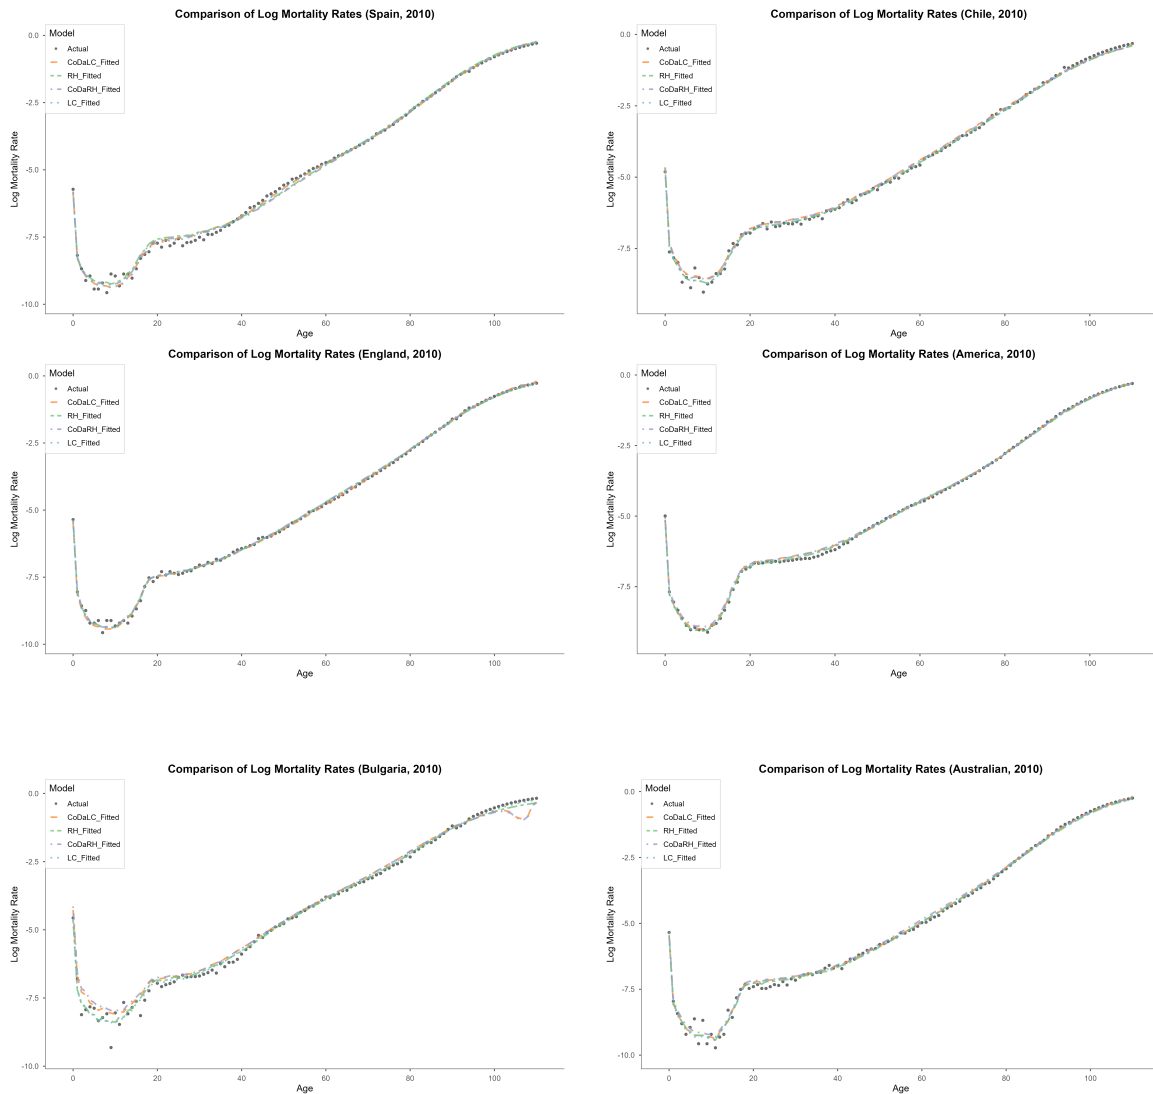 Comparison of Log Mortality Rates (Spain, 2010)
Model
Actual
CoDaLC_Fitted
RH_Fitted
CoDaRH_Fitted
LC_Fitted
Log Mortality Rate
0.0
-2.5
-5.0
-7.5
-10.0
0 20 40 60 80 100
Age
Comparison of Log Mortality Rates (Chile, 2010)
Model
Actual
CoDaLC_Fitted
RH_Fitted
CoDaRH_Fitted
LC_Fitted
Log Mortality Rate
0.0
-2.5
-5.0
-7.5
0 20 40 60 80 100
Age
Comparison of Log Mortality Rates (England, 2010)
Model
Actual
CoDaLC_Fitted
RH_Fitted
CoDaRH_Fitted
LC_Fitted
Log Mortality Rate
0.0
-2.5
-5.0
-7.5
-10.0
0 20 40 60 80 100
Age
Comparison of Log Mortality Rates (America, 2010)
Model
Actual
CoDaLC_Fitted
RH_Fitted
CoDaRH_Fitted
LC_Fitted
Log Mortality Rate
0.0
-2.5
-5.0
-7.5
0 20 40 60 80 100
Age
Comparison of Log Mortality Rates (Bulgaria, 2010)
Model
Actual
CoDaLC_Fitted
RH_Fitted
CoDaRH_Fitted
LC_Fitted
Log Mortality Rate
0.0
-2.5
-5.0
-7.5
-10.0
0 20 40 60 80 100
Age
Comparison of Log Mortality Rates (Australian, 2010)
Model
Actual
CoDaLC_Fitted
RH_Fitted
CoDaRH_Fitted
LC_Fitted
Log Mortality Rate
0.0
-2.5
-5.0
-7.5
-10.0
0 20 40 60 80 100
Age